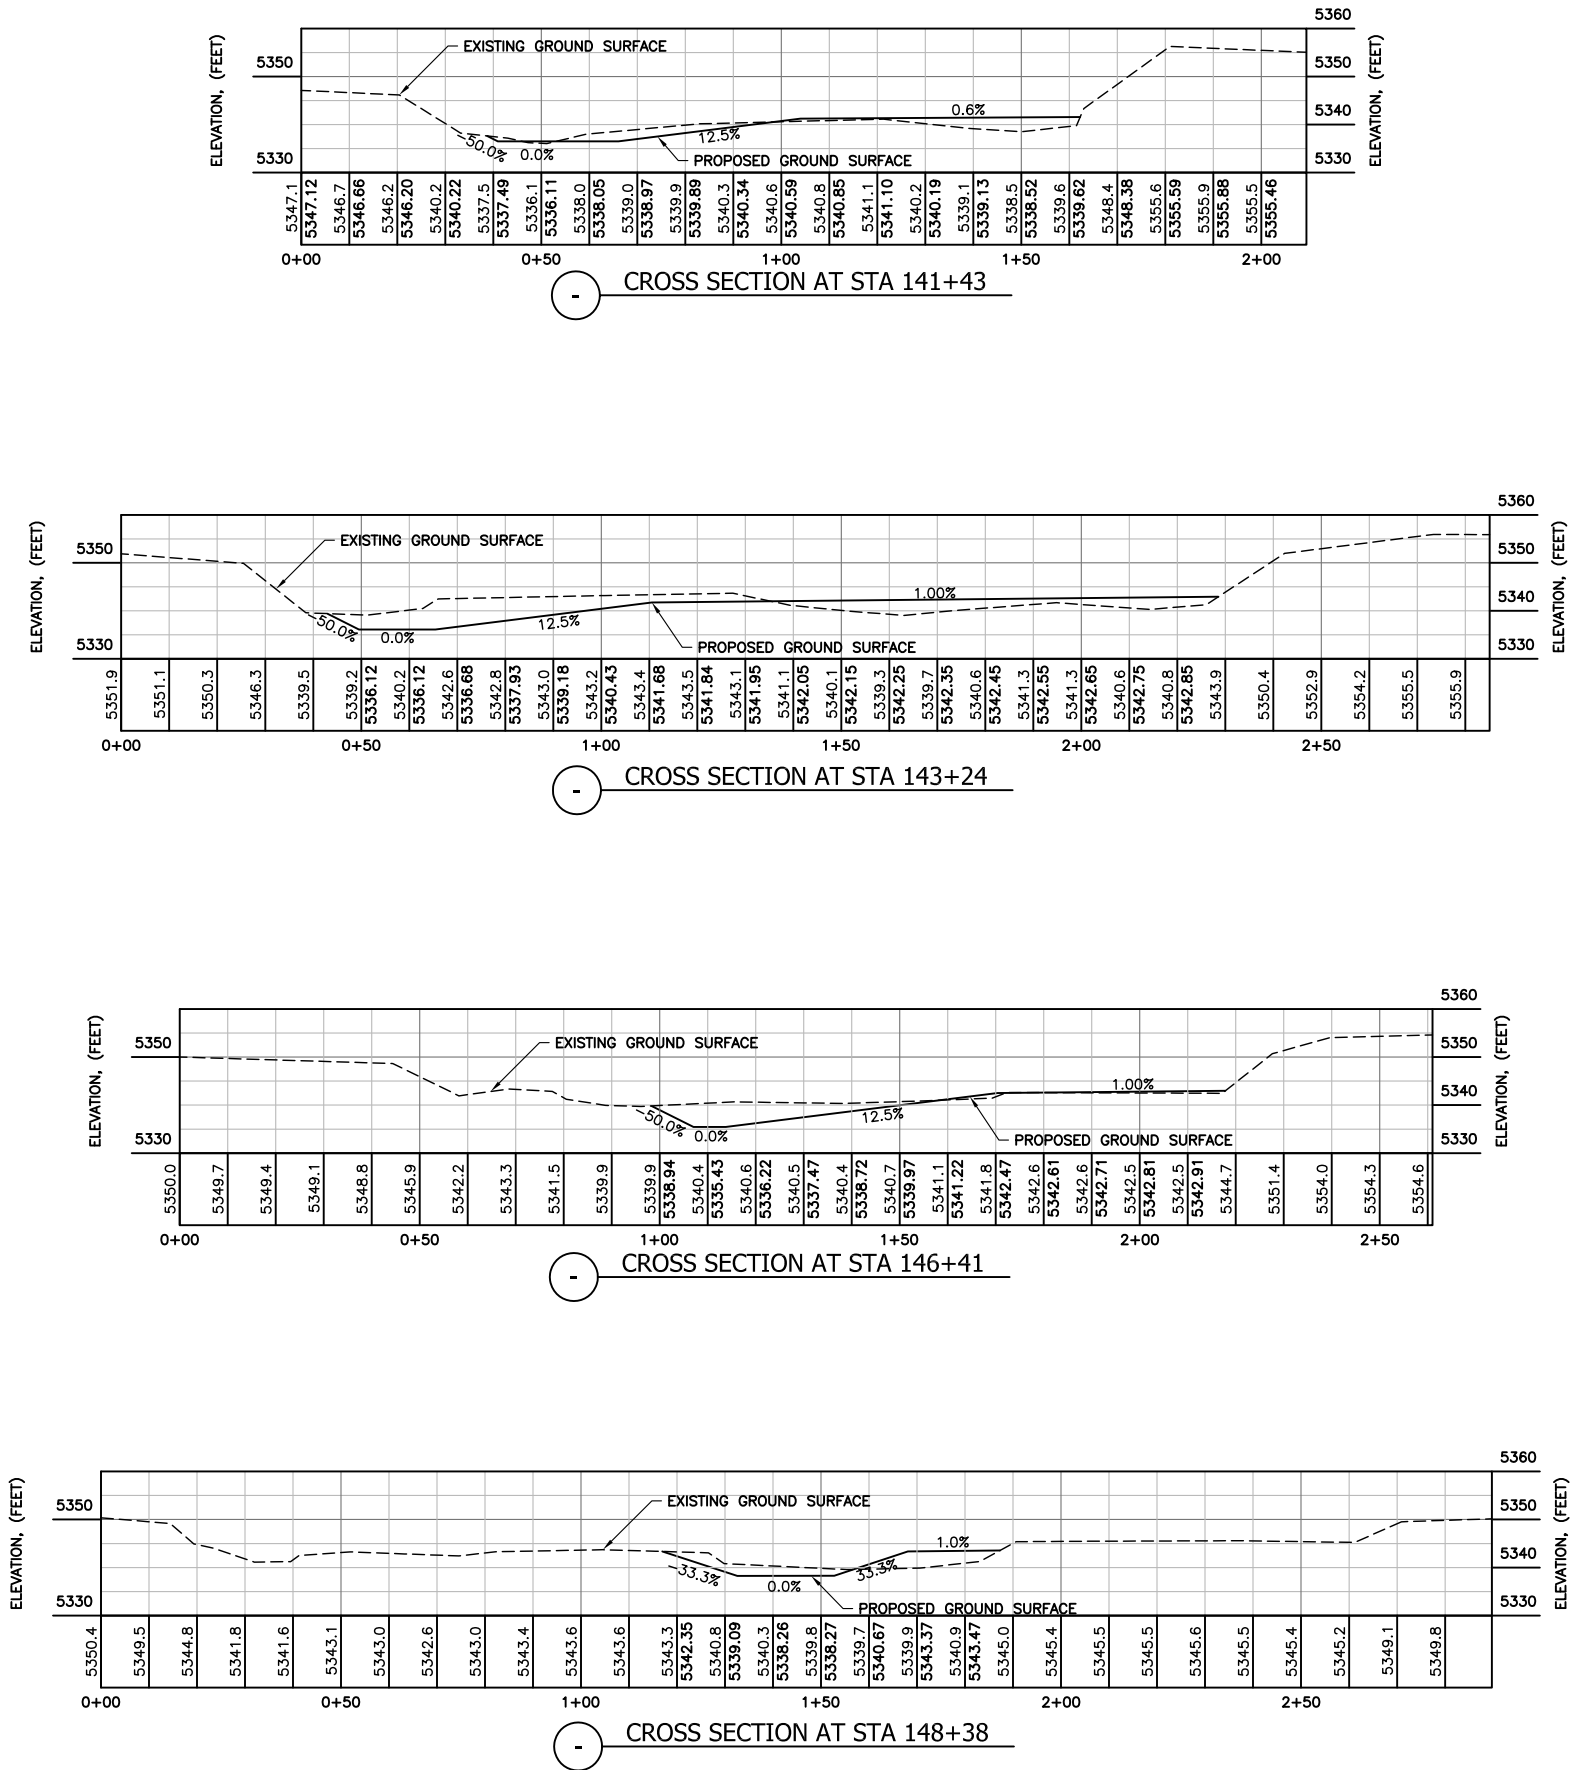 5360
EXISTING GROUND SURFACE
5350
5350
ELEVATION, (FEET)
ELEVATION, (FEET)
0.6%
5340
-50.0%
0.0%
12.5%
PROPOSED GROUND SURFACE
5330
5330
5347.1 5346.7 5346.2 5340.2 5337.5 5336.1 5338.0 5339.0 5339.9 5340.3 5340.6 5340.8 5341.1 5340.2 5339.1 5338.5 5339.6 5348.4 5355.6 5355.9 5355.5
5347.12 5346.66 5346.20 5340.22 5337.49 5336.11 5338.05 5338.97 5339.89 5340.34 5340.59 5340.85 5341.10 5340.19 5339.13 5338.52 5339.62 5348.38 5355.59 5355.88 5355.46
0+00 0+50 1+00 1+50 2+00
- CROSS SECTION AT STA 141+43
5360
EXISTING GROUND SURFACE
5350
5350
ELEVATION, (FEET)
ELEVATION, (FEET)
1.00%
5340
-50.0%
0.0%
12.5%
PROPOSED GROUND SURFACE
5330
5330
5351.9 5351.1 5350.3 5346.3 5339.5 5339.2 5340.2 5342.6 5342.8 5343.0 5343.2 5343.4 5343.5 5343.1 5341.1 5340.1 5339.3 5339.7 5340.6 5341.3 5341.3 5340.6 5340.8 5343.9 5350.4 5352.9 5354.2 5355.5 5355.9
5336.12 5336.12 5336.68 5337.93 5339.18 5340.43 5341.68 5341.84 5341.95 5342.05 5342.15 5342.25 5342.35 5342.45 5342.55 5342.65 5342.75 5342.85
0+00 0+50 1+00 1+50 2+00 2+50
- CROSS SECTION AT STA 143+24
5360
EXISTING GROUND SURFACE
5350
5350
ELEVATION, (FEET)
ELEVATION, (FEET)
1.00%
5340
-50.0%
0.0%
12.5%
PROPOSED GROUND SURFACE
5330
5330
5350.0 5349.7 5349.4 5349.1 5348.8 5345.9 5342.2 5343.3 5341.5 5339.9 5339.9 5340.4 5340.6 5340.5 5340.4 5340.7 5341.1 5341.8 5342.6 5342.6 5342.5 5342.5 5344.7 5351.4 5354.0 5354.3 5354.6
5338.94 5335.43 5336.22 5337.47 5338.72 5339.97 5341.22 5342.47 5342.61 5342.71 5342.81 5342.91
0+00 0+50 1+00 1+50 2+00 2+50
- CROSS SECTION AT STA 146+41
5360
EXISTING GROUND SURFACE
5350
5350
ELEVATION, (FEET)
ELEVATION, (FEET)
1.0%
5340
-33.3%
0.0%
33.3%
PROPOSED GROUND SURFACE
5330
5330
5350.4 5349.5 5344.8 5341.8 5341.6 5343.1 5343.0 5342.6 5343.0 5343.4 5343.6 5343.6 5343.3 5340.8 5340.3 5339.8 5339.7 5339.9 5340.9 5345.0 5345.4 5345.5 5345.5 5345.6 5345.5 5345.4 5345.2 5349.1 5349.8
5342.35 5339.09 5338.26 5338.27 5340.67 5343.37 5343.47
0+00 0+50 1+00 1+50 2+00 2+50
- CROSS SECTION AT STA 148+38